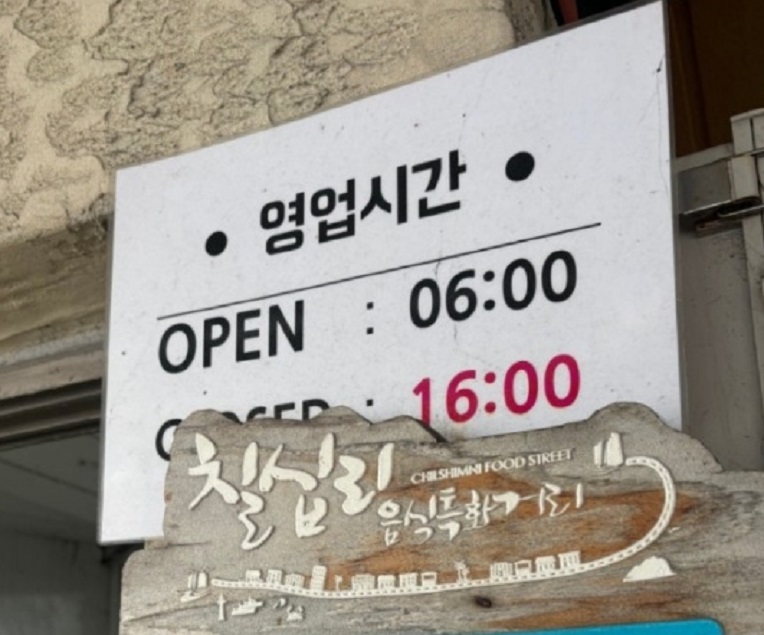 • 영업시간 •
OPEN : 06:00
CLOSED : 16:00
칠십리
CHILSHIMNI FOOD STREET
음식특화거리